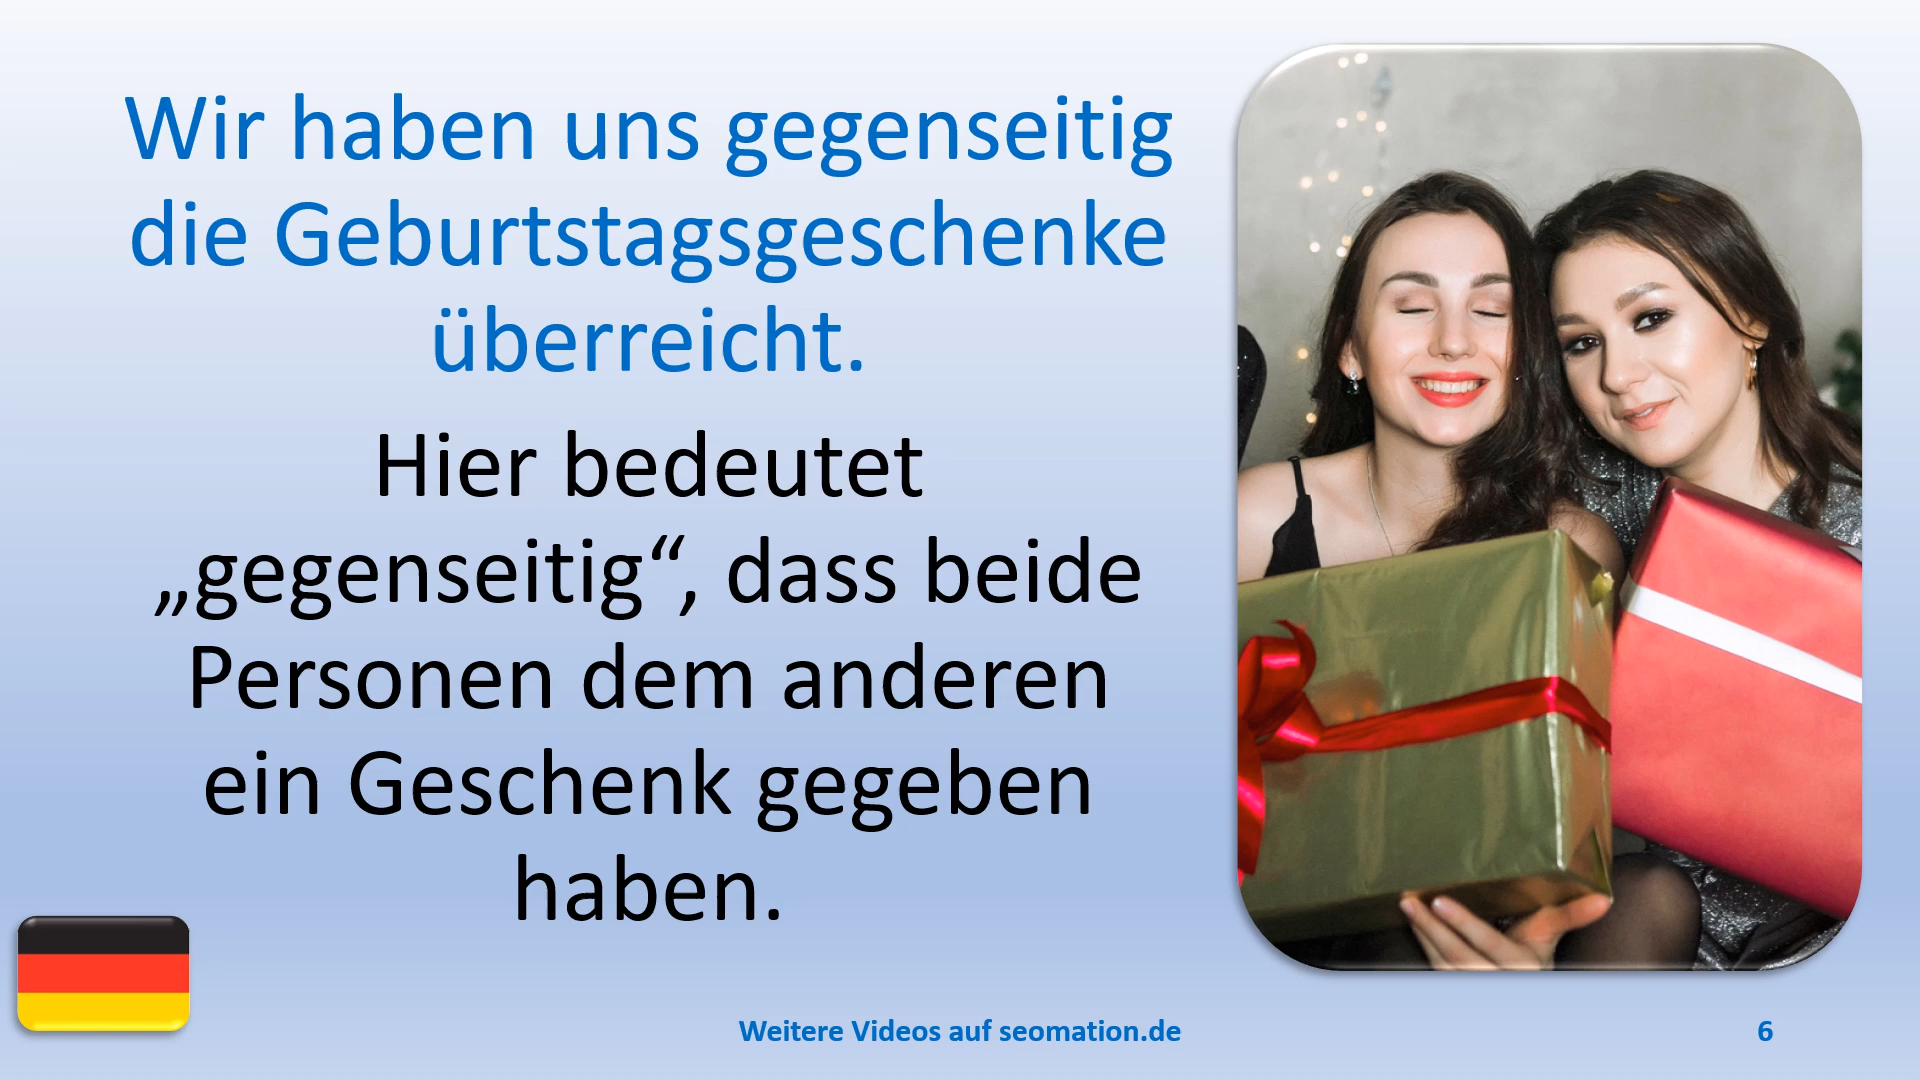 Wir haben uns gegenseitig
die Geburtstagsgeschenke
überreicht.
Hier bedeutet
„gegenseitig“, dass beide
Personen dem anderen
ein Geschenk gegeben
haben.
Weitere Videos auf seomation.de
6